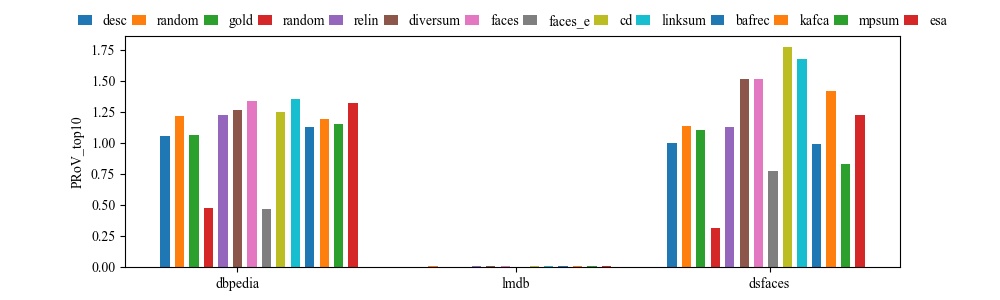 desc random gold random relin diversum faces faces_e cd linksum bafrec kafca mpsum esa
1.75
1.50
1.25
1.00
0.75
0.50
0.25
0.00
PRoV_top10
dbpedia lmdb dsfaces